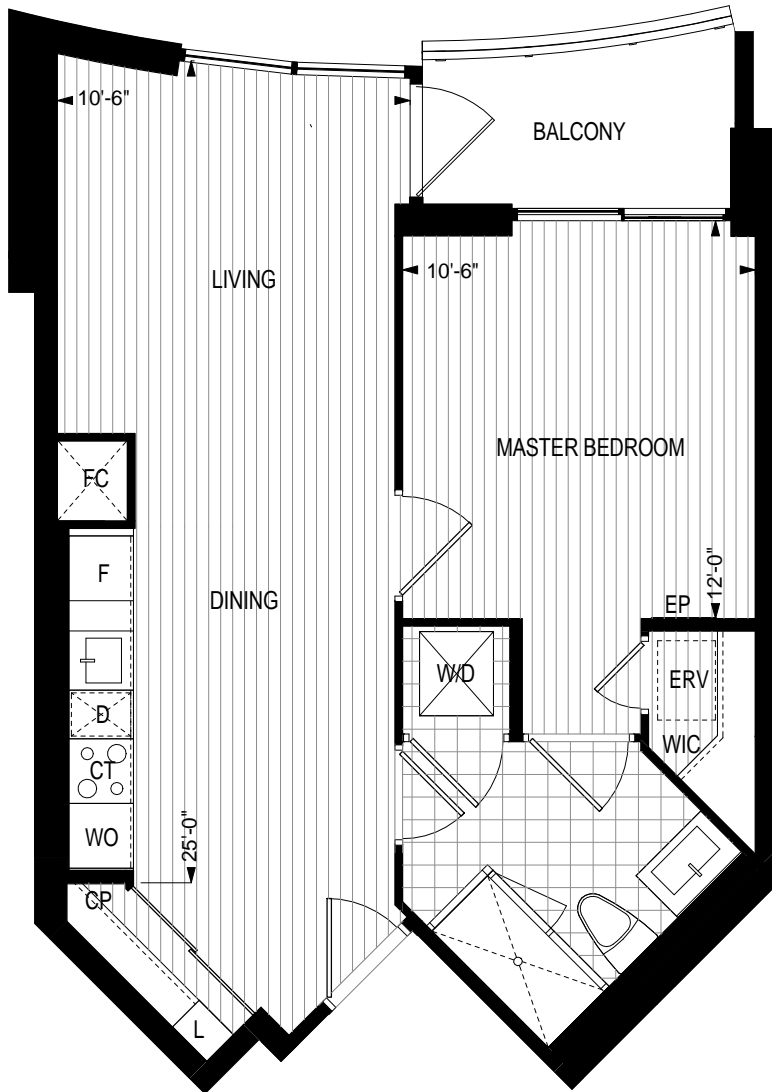 10'-6"
BALCONY
LIVING
10'-6"
MASTER BEDROOM
FC
F
DINING
EP
12'-0"
W/D
ERV
D
WIC
CT
WO
25'-0"
CP
L